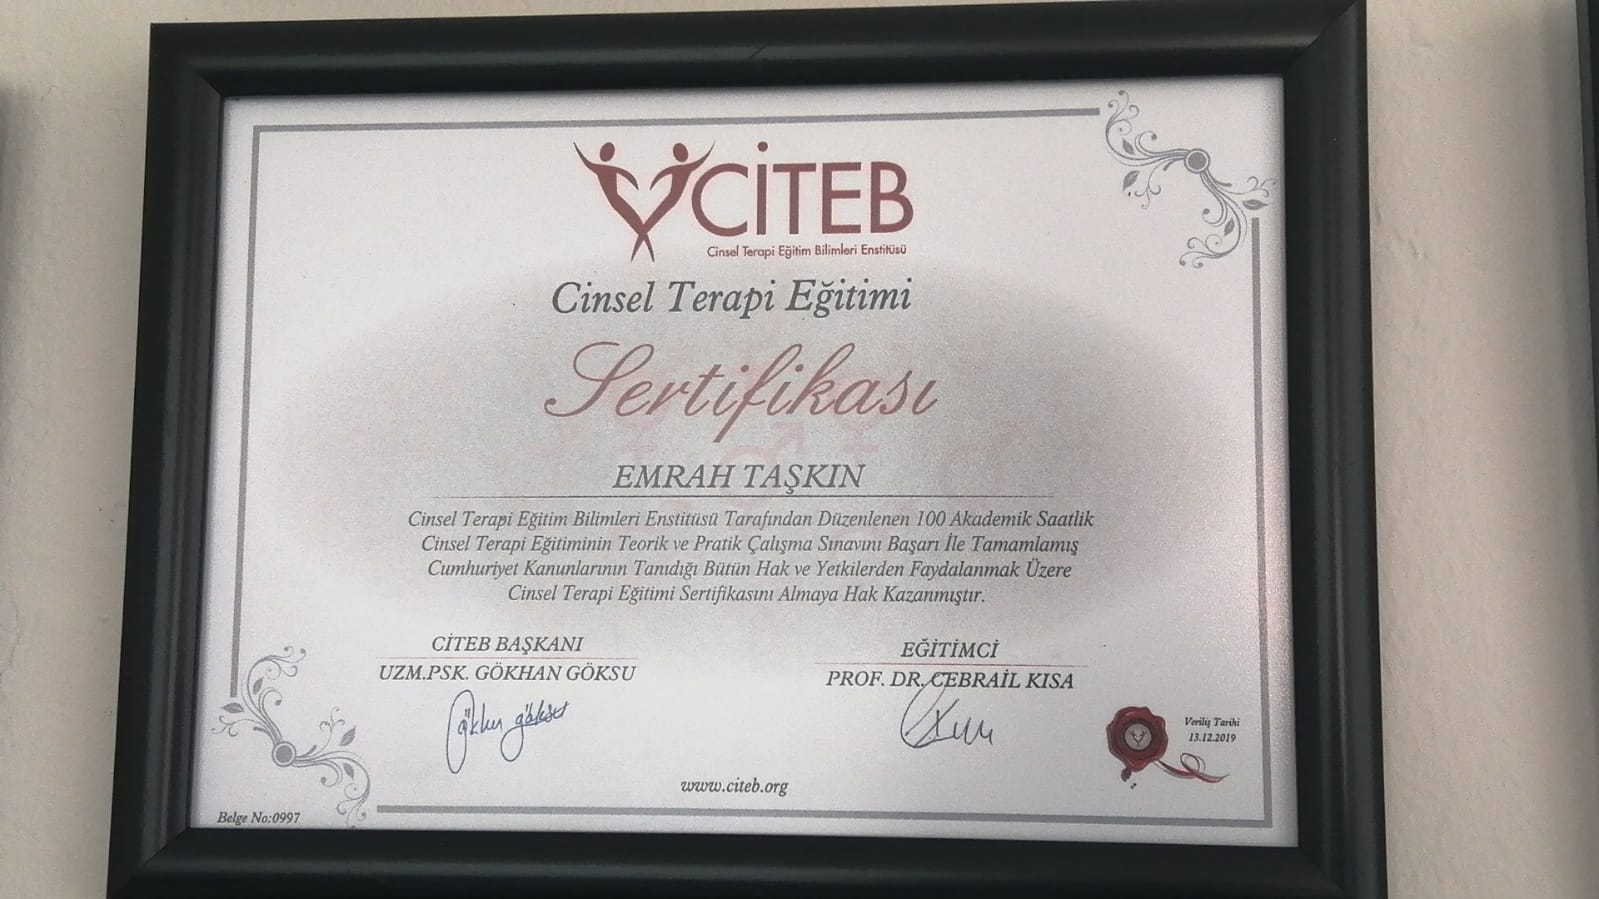 CİTEB
Cinsel Terapi Eğitim Bilimleri Enstitüsü
Cinsel Terapi Eğitimi
Sertifikası
EMRAH TAŞKIN
Cinsel Terapi Eğitim Bilimleri Enstitüsü Tarafından Düzenlenen 100 Akademik Saatlik
Cinsel Terapi Eğitiminin Teorik ve Pratik Çalışma Sınavını Başarı İle Tamamlamış
Cumhuriyet Kanunlarının Tanıdığı Bütün Hak ve Yetkilerden Faydalanmak Üzere
Cinsel Terapi Eğitimi Sertifikasını Almaya Hak Kazanmıştır.
CİTEB BAŞKANI
UZM.PSK. GÖKHAN GÖKSU
Gökhan göksu
EĞİTİMCİ
PROF. DR. CEBRAİL KISA
Veriliş Tarihi
13.12.2019
www.citeb.org
Belge No:0997